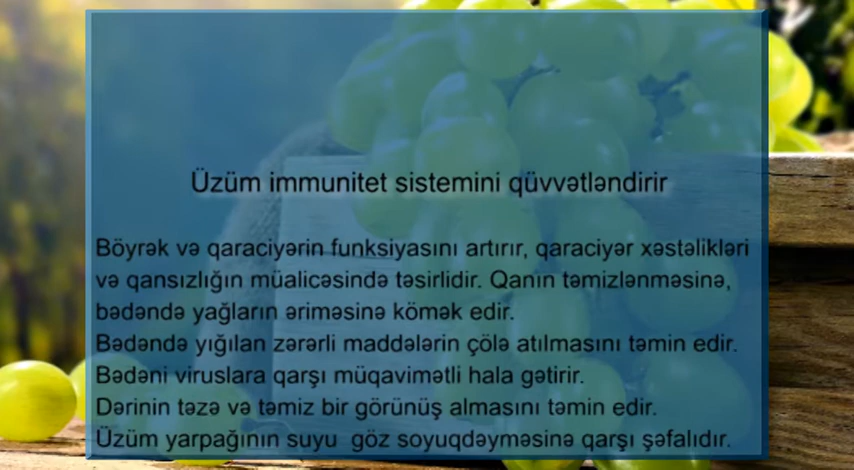 Üzüm immunitet sistemini qüvvətləndirir
Böyrək və qaraciyərin funksiyasını artırır, qaraciyər xəstəlikləri
və qansızlığın müalicəsində təsirlidir. Qanın təmizlənməsinə,
bədəndə yağların əriməsinə kömək edir.
Bədəndə yığılan zərərli maddələrin çölə atılmasını təmin edir.
Bədəni viruslara qarşı müqavimətli hala gətirir.
Dərinin təzə və təmiz bir görünüş almasını təmin edir.
Üzüm yarpağının suyu  göz soyuqdəyməsinə qarşı şəfalıdır.